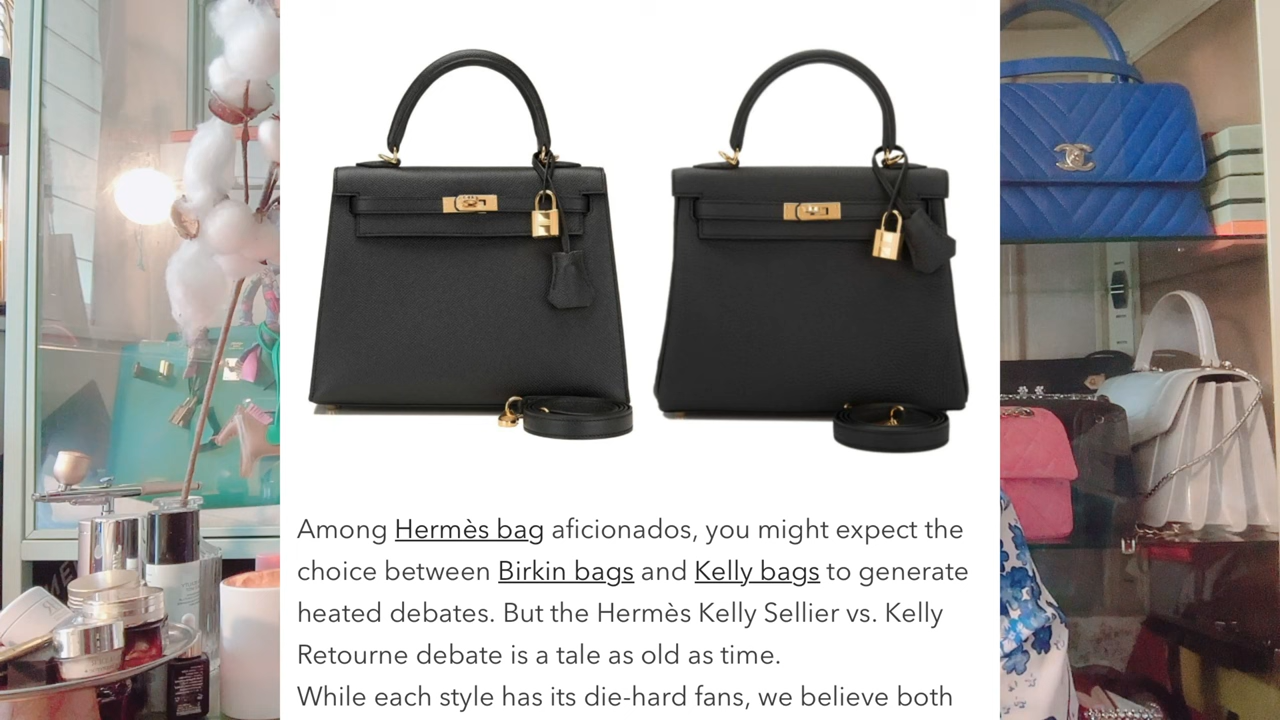 Among Hermès bag aficionados, you might expect the
choice between Birkin bags and Kelly bags to generate
heated debates. But the Hermès Kelly Sellier vs. Kelly
Retourne debate is a tale as old as time.
While each style has its die-hard fans, we believe both